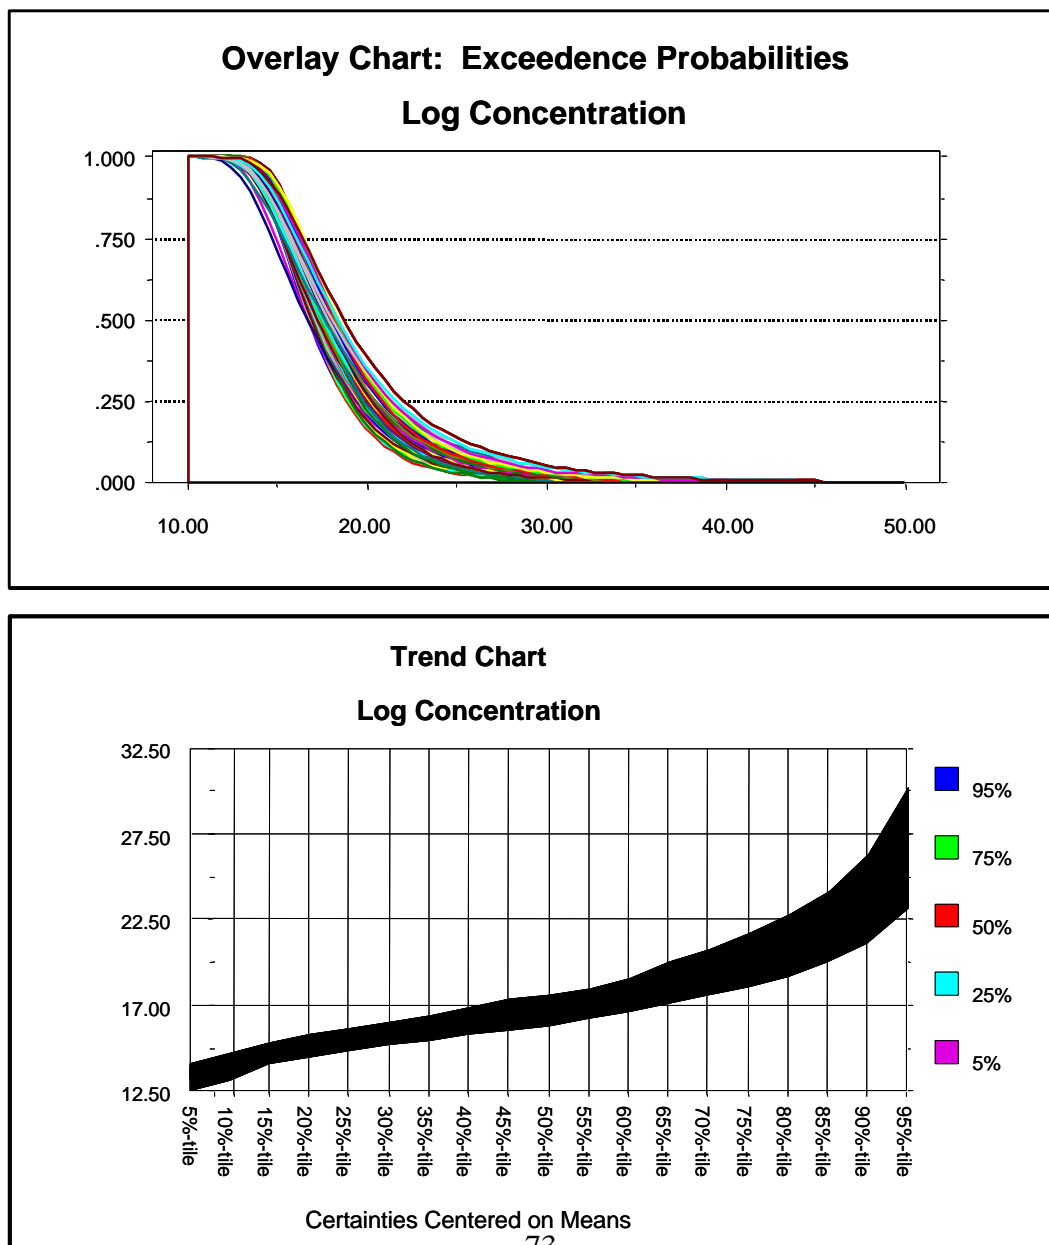 Overlay Chart: Exceedence Probabilities
Log Concentration
1.000
.750
.500
.250
.000
10.00 20.00 30.00 40.00 50.00
Trend Chart
Log Concentration
32.50
27.50
22.50
17.00
12.50
95%
75%
50%
25%
5%
5%-tile 10%-tile 15%-tile 20%-tile 25%-tile 30%-tile 35%-tile 40%-tile 45%-tile 50%-tile 55%-tile 60%-tile 65%-tile 70%-tile 75%-tile 80%-tile 85%-tile 90%-tile 95%-tile
Certainties Centered on Means
73